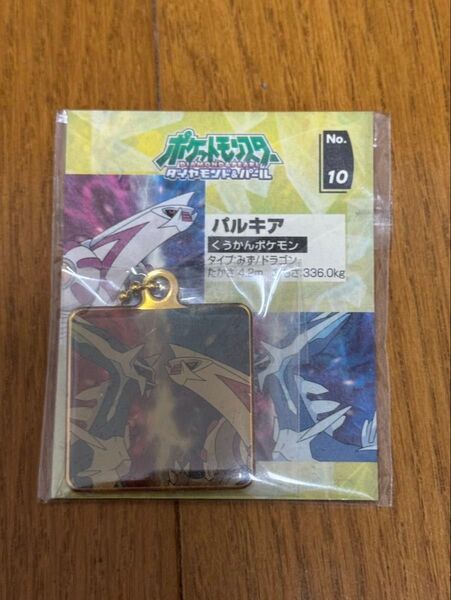 ポケットモンスター
DIAMOND&PEARL
ダイヤモンド&パール
No.
10
パルキア
くうかんポケモン
タイプ:みず/ドラゴン
たかさ:4.2m さ:336.0kg